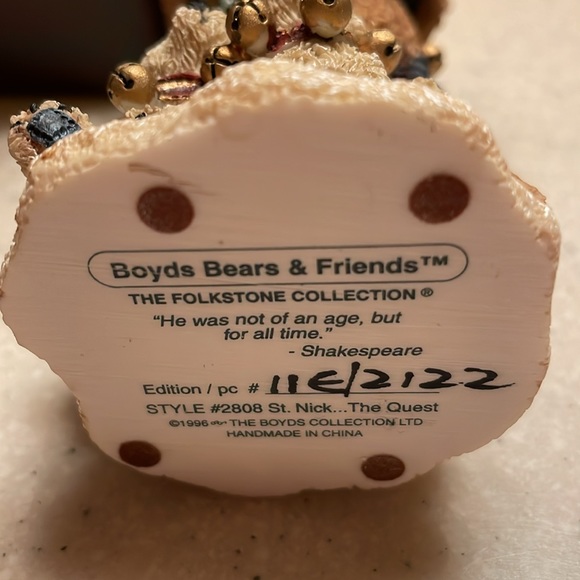 Boyds Bears & Friends™
THE FOLKSTONE COLLECTION ®
"He was not of an age, but
for all time."
- Shakespeare
Edition / pc # 11E/2122
STYLE #2808 St. Nick...The Quest
©1996 THE BOYDS COLLECTION LTD
HANDMADE IN CHINA